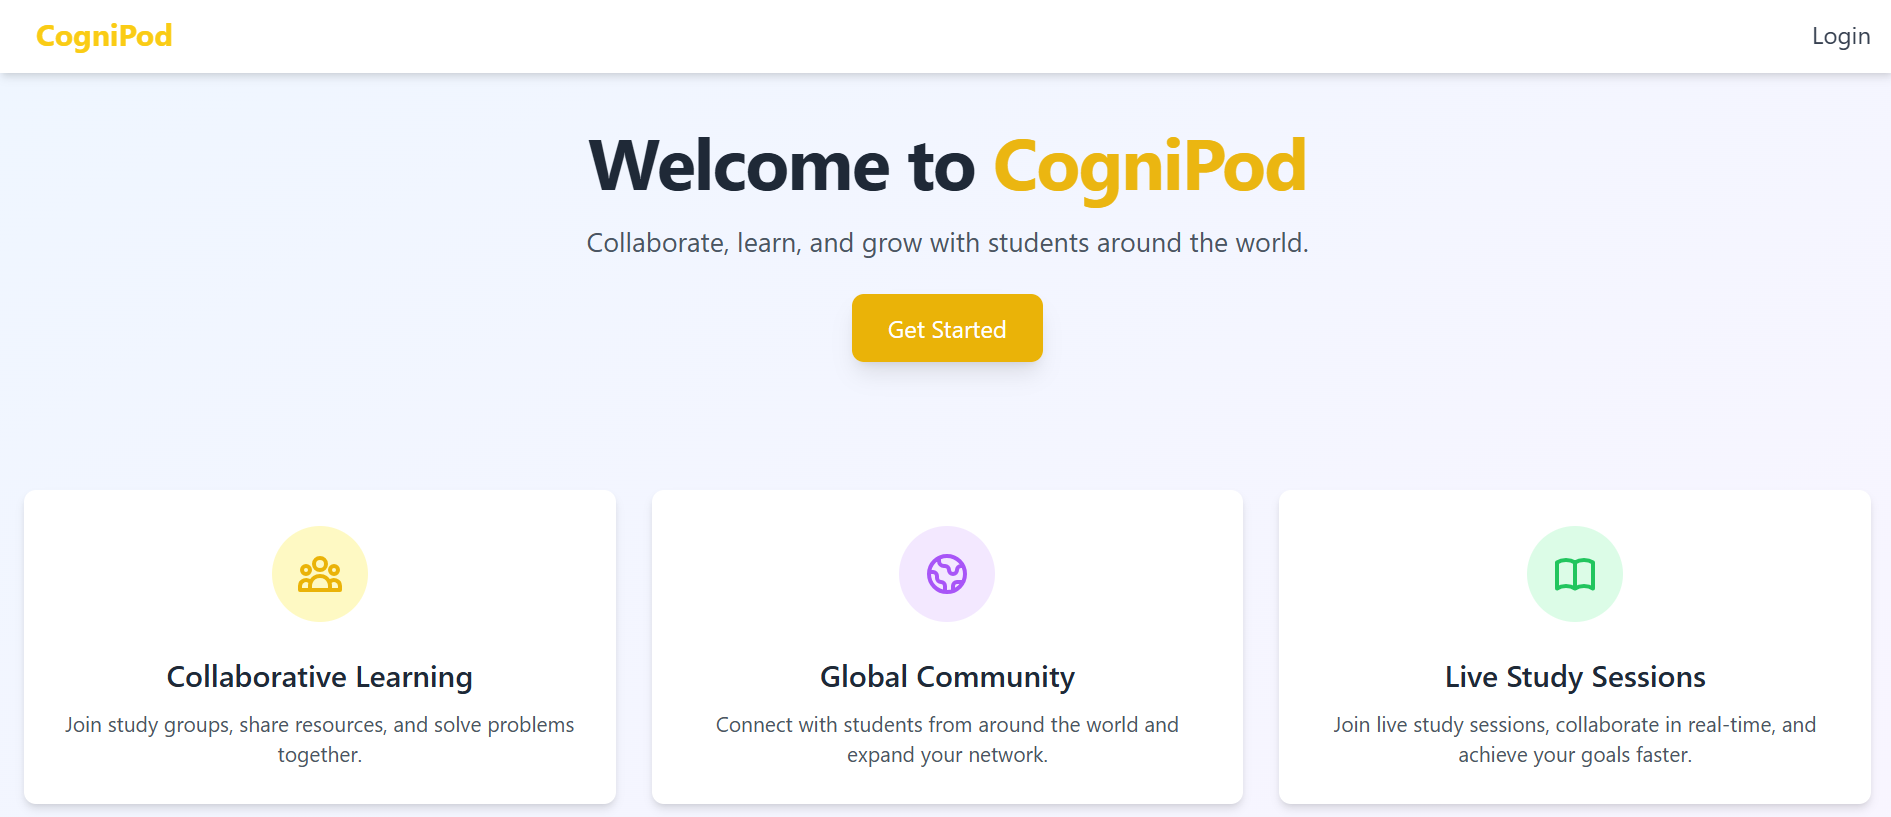 CogniPod
Login
Welcome to CogniPod
Collaborate, learn, and grow with students around the world.
Get Started
Collaborative Learning
Join study groups, share resources, and solve problems
together.
Global Community
Connect with students from around the world and
expand your network.
Live Study Sessions
Join live study sessions, collaborate in real-time, and
achieve your goals faster.